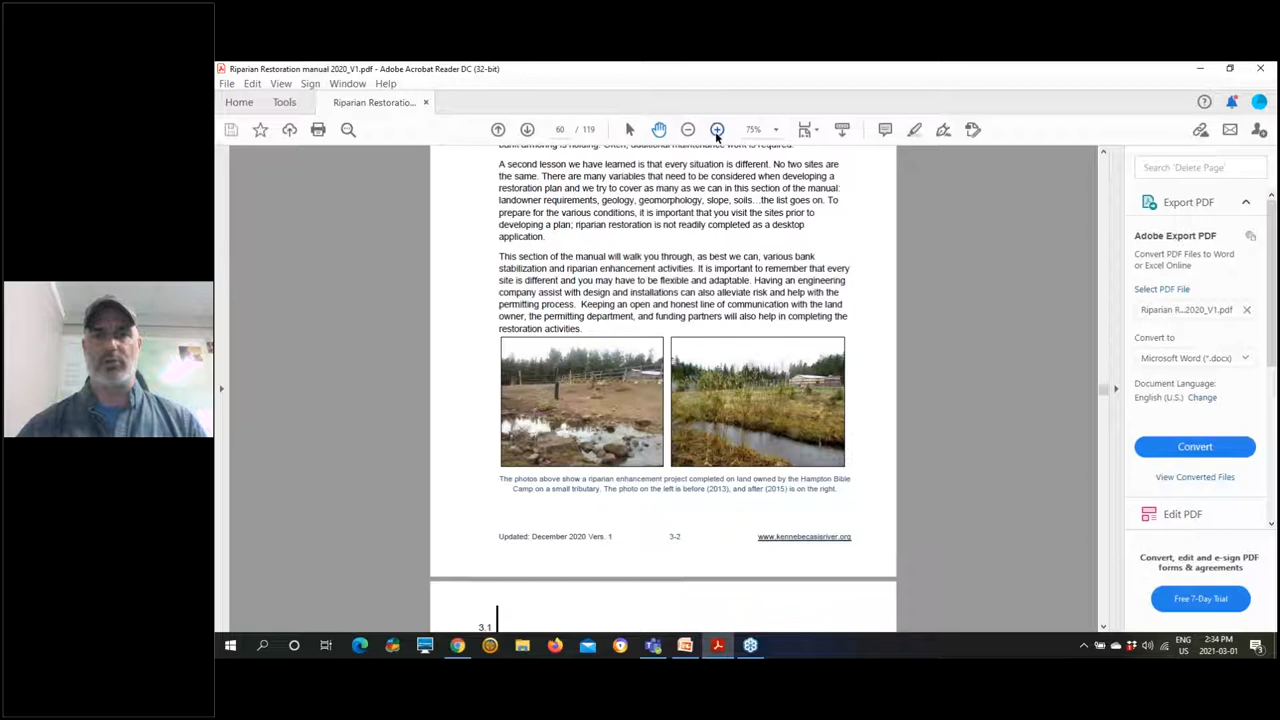 Riparian Restoration manual 2020_V1.pdf - Adobe Acrobat Reader DC (32-bit)
File Edit View Sign Window Help
Home Tools Riparian Restoratio...
60 / 119 75%
bank armoring is holding. Often, additional maintenance work is required.
A second lesson we have learned is that every situation is different. No two sites are
the same. There are many variables that need to be considered when developing a
restoration plan and we try to cover as many as we can in this section of the manual:
landowner requirements, geology, geomorphology, slope, soils…the list goes on. To
prepare for the various conditions, it is important that you visit the sites prior to
developing a plan; riparian restoration is not readily completed as a desktop
application.
This section of the manual will walk you through, as best we can, various bank
stabilization and riparian enhancement activities. It is important to remember that every
site is different and you may have to be flexible and adaptable. Having an engineering
company assist with design and installations can also alleviate risk and help with the
permitting process. Keeping an open and honest line of communication with the land
owner, the permitting department, and funding partners will also help in completing the
restoration activities.
The photos above show a riparian enhancement project completed on land owned by the Hampton Bible
Camp on a small tributary. The photo on the left is before (2013), and after (2015) is on the right.
Updated: December 2020 Vers. 1 3-2 www.kennebecasisriver.org
3.1
Search 'Delete Page'
Export PDF
Adobe Export PDF
Convert PDF Files to Word
or Excel Online
Select PDF File
Riparian R...2020_V1.pdf
Convert to
Microsoft Word (*.docx)
Document Language:
English (U.S.) Change
Convert
View Converted Files
Edit PDF
Convert, edit and e-sign PDF
forms & agreements
Free 7-Day Trial
ENG
US
2:34 PM
2021-03-01
3